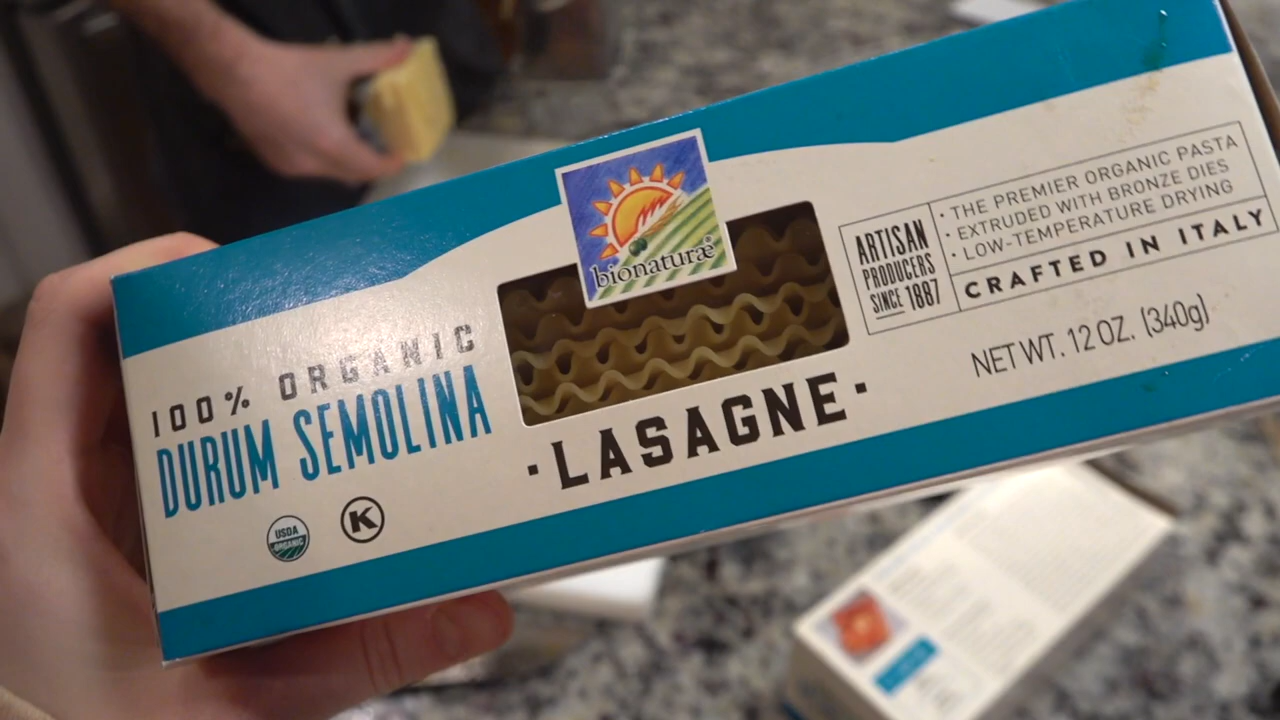 bionaturæ
100% ORGANIC
DURUM SEMOLINA
USDA
ORGANIC
K
·LASAGNE·
ARTISAN
PRODUCERS
SINCE 1887
· THE PREMIER ORGANIC PASTA
· EXTRUDED WITH BRONZE DIES
· LOW-TEMPERATURE DRYING
CRAFTED IN ITALY
NET WT. 12 OZ. (340g)